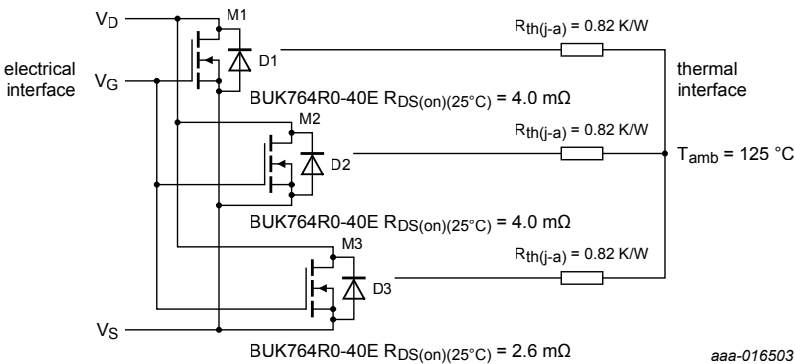 V_D
M1
R_th(j-a) = 0.82 K/W
electrical interface
V_G
D1
thermal interface
BUK764R0-40E R_DS(on)(25°C) = 4.0 mΩ
M2
R_th(j-a) = 0.82 K/W
D2
T_amb = 125 °C
BUK764R0-40E R_DS(on)(25°C) = 4.0 mΩ
M3
R_th(j-a) = 0.82 K/W
D3
V_S
BUK764R0-40E R_DS(on)(25°C) = 2.6 mΩ
aaa-016503